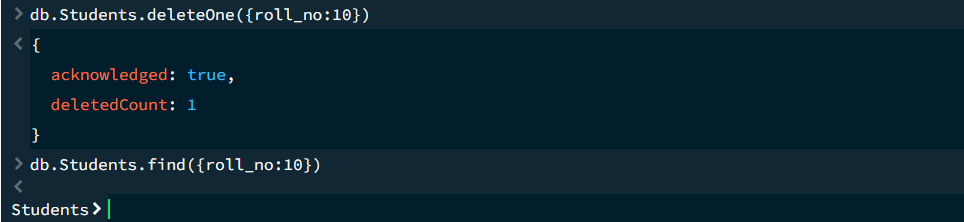 > db.Students.deleteOne({roll_no:10})
< {
acknowledged: true,
deletedCount: 1
}
> db.Students.find({roll_no:10})
<
Students>